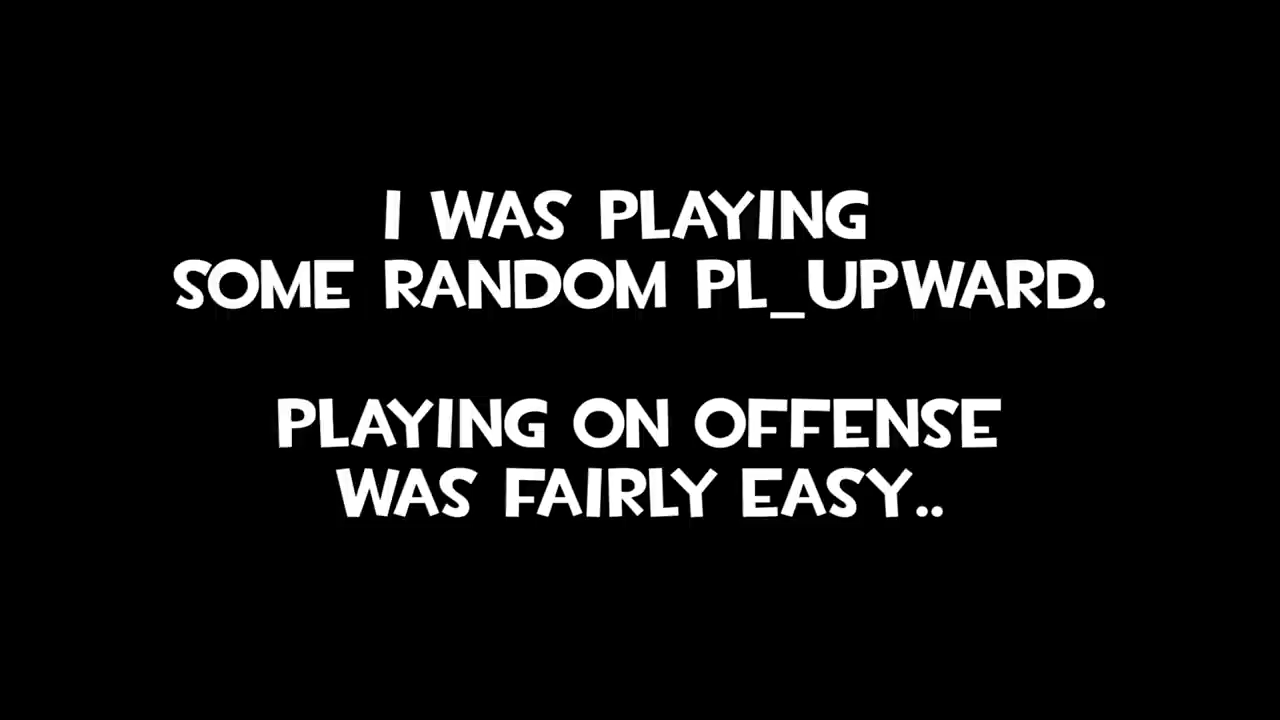 I WAS PLAYING
SOME RANDOM PL_UPWARD.
PLAYING ON OFFENSE
WAS FAIRLY EASY..